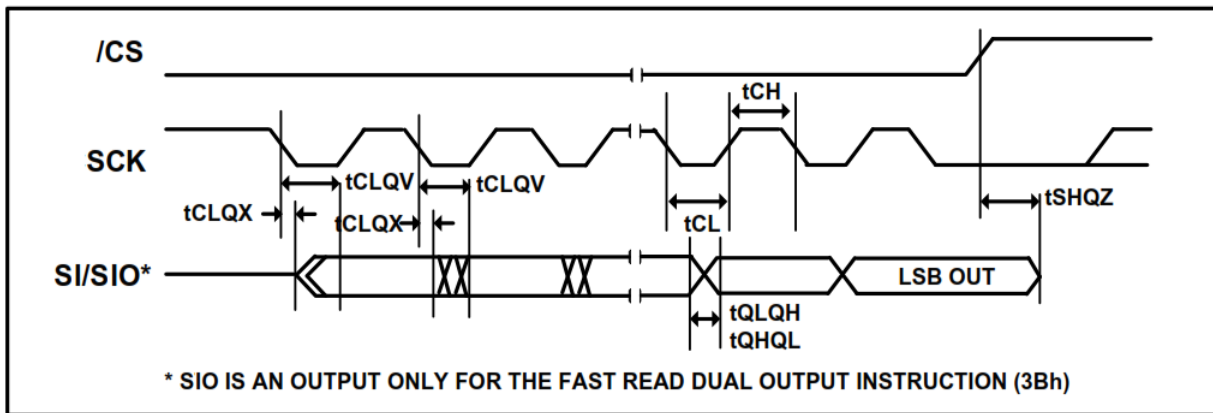 /CS
tCH
SCK
tCLQV
tCLQV
tSHQZ
tCLQX
tCLQX
tCL
SI/SIO*
LSB OUT
tQLQH
tQHQL
* SIO IS AN OUTPUT ONLY FOR THE FAST READ DUAL OUTPUT INSTRUCTION (3Bh)